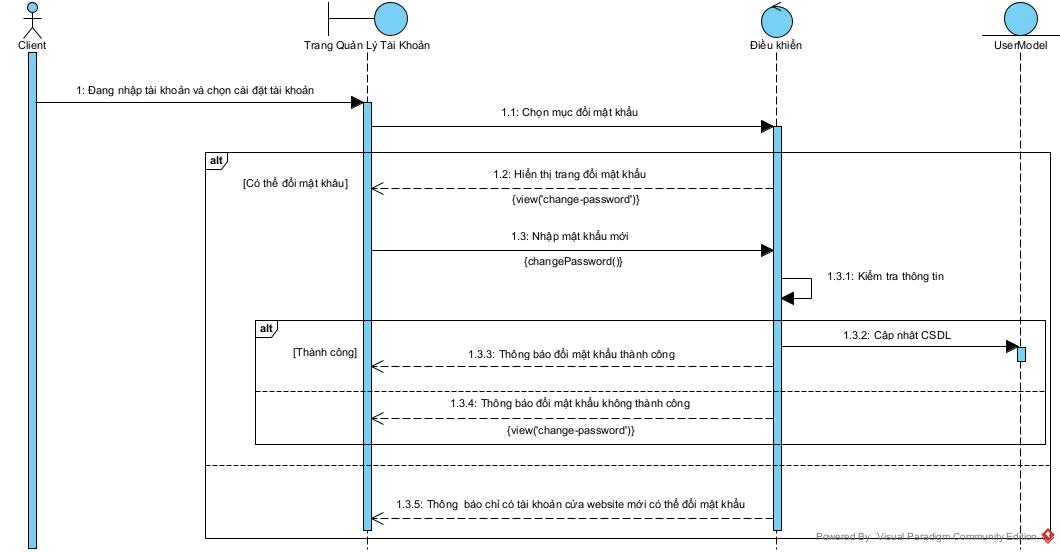 Client
Trang Quản Lý Tài Khoản
Điều khiển
UserModel
1: Đang nhập tài khoản và chọn cài đặt tài khoản
1.1: Chọn mục đổi mật khẩu
alt
[Có thể đổi mật khâu]
1.2: Hiển thị trang đổi mật khẩu
{view('change-password')}
1.3: Nhập mật khẩu mới
{changePassword()}
1.3.1: Kiểm tra thông tin
alt
[Thành công]
1.3.2: Cập nhật CSDL
1.3.3: Thông báo đổi mật khẩu thành công
1.3.4: Thông báo đổi mật khẩu không thành công
{view('change-password')}
1.3.5: Thông báo chỉ có tài khoản cửa website mới có thể đổi mật khẩu
Powered By: Visual Paradigm Community Edition